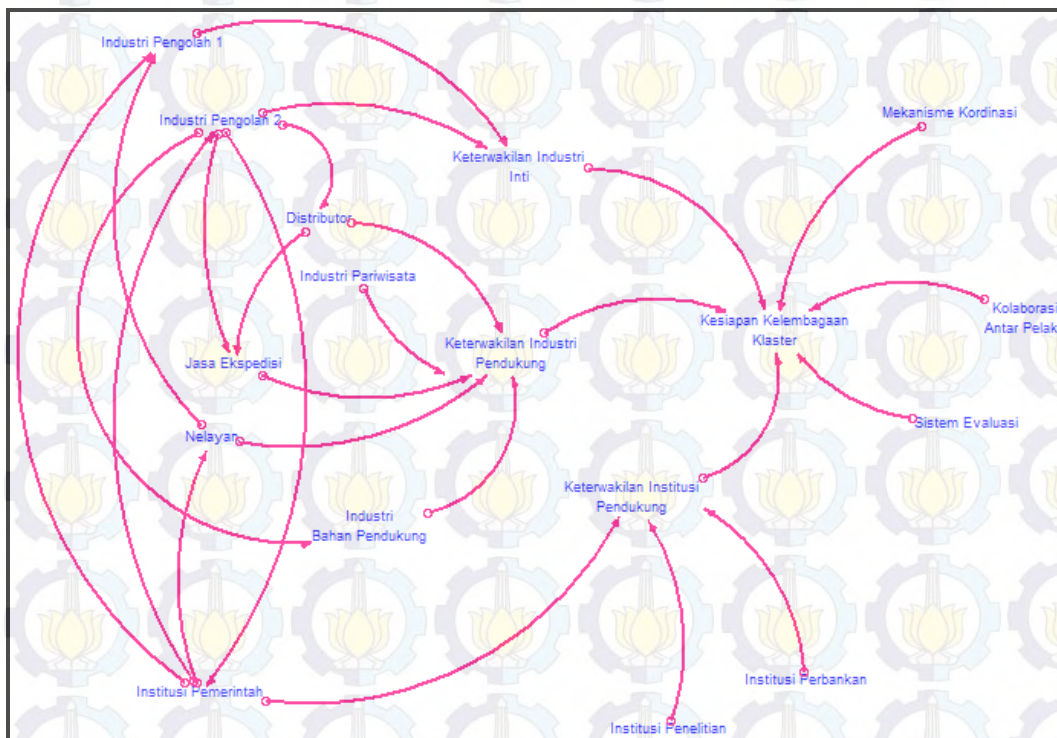 Industri Pengolah 1
Industri Pengolah 2
Mekanisme Kordinasi
Keterwakilan Industri
Inti
Distributor
Industri Pariwisata
Kolaborasi
Antar Pelak
Kesiapan Kelembagaan
Klaster
Keterwakilan Industri
Pendukung
Jasa Ekspedisi
Nelayan
Sistem Evaluasi
Keterwakilan Institusi
Pendukung
Industri
Bahan Pendukung
Institusi Pemerintah
Institusi Perbankan
Institusi Penelitian